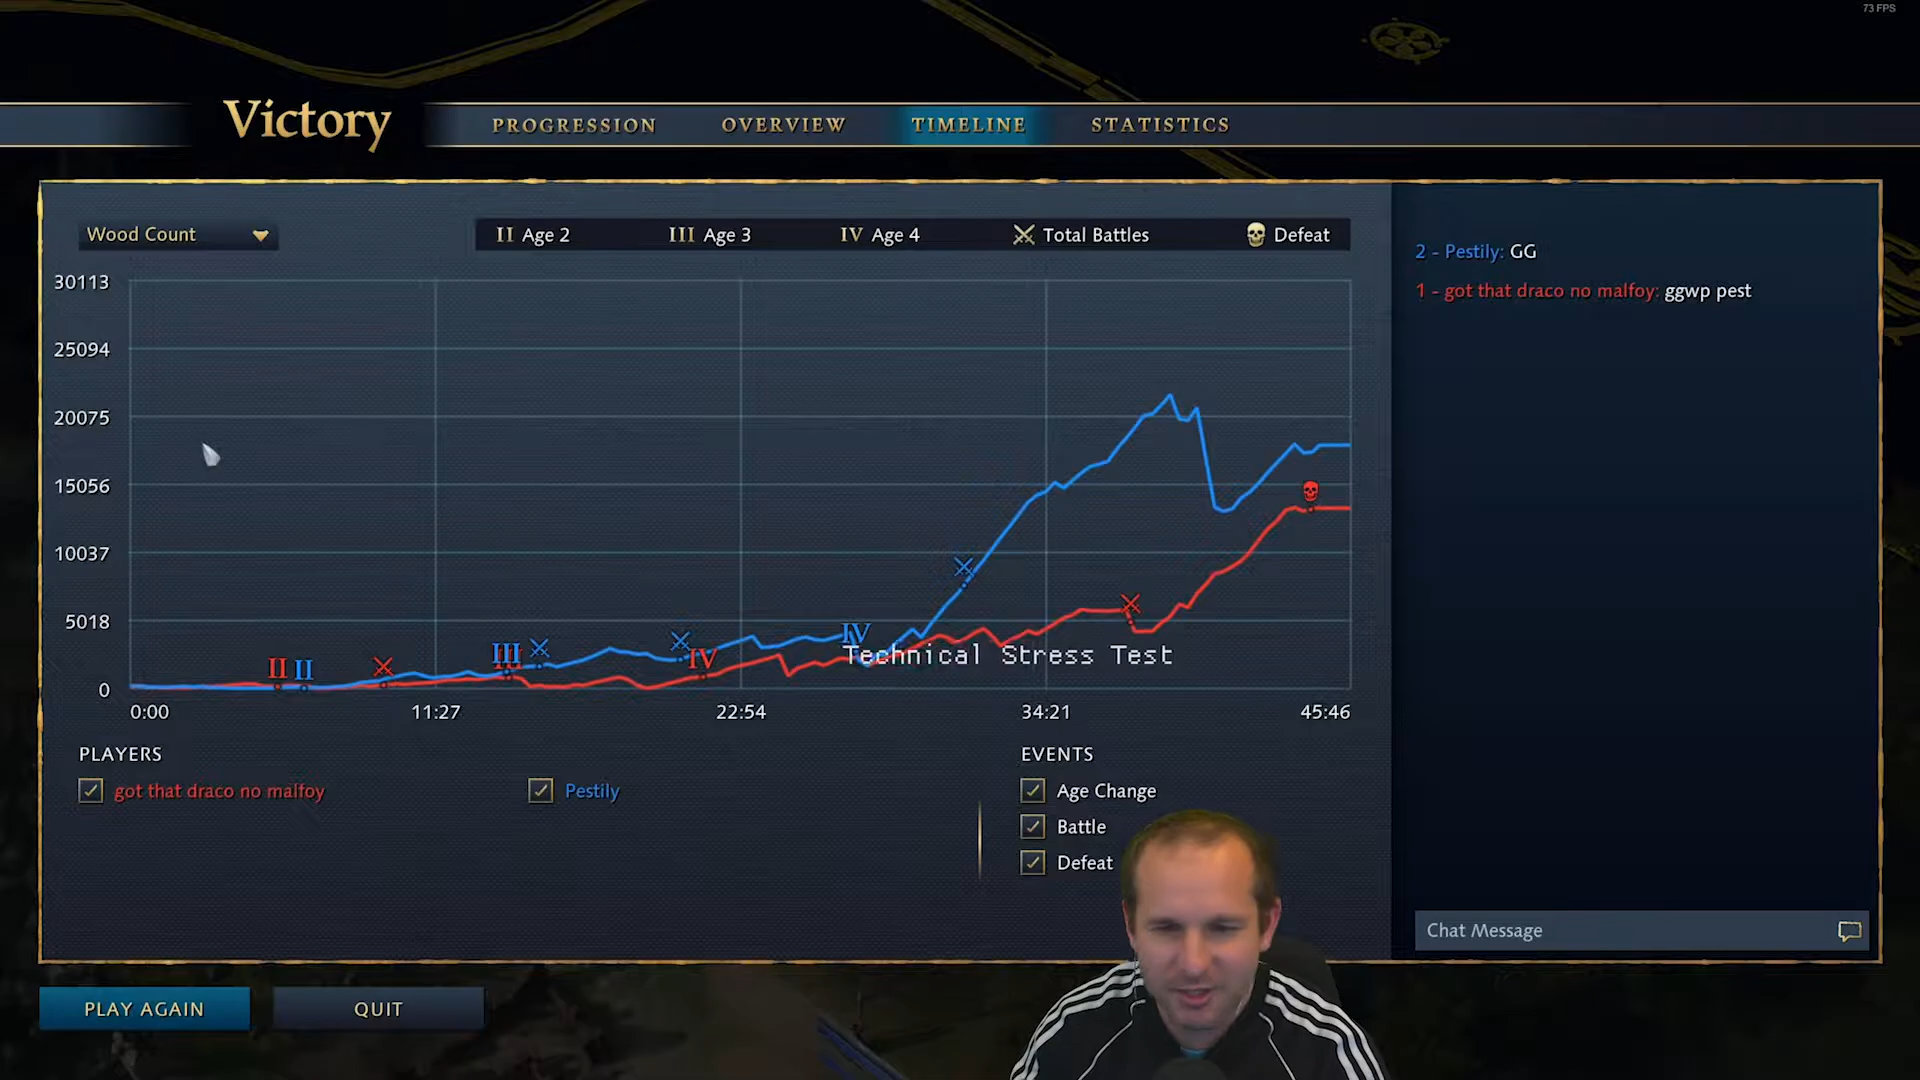 73 FPS
Victory
PROGRESSION
OVERVIEW
TIMELINE
STATISTICS
Wood Count
II Age 2
III Age 3
IV Age 4
Total Battles
Defeat
2 - Pestily: GG
1 - got that draco no malfoy: ggwp pest
30113
25094
20075
15056
10037
5018
0
II
II
III
III
IV
IV
Technical Stress Test
0:00
11:27
22:54
34:21
45:46
PLAYERS
got that draco no malfoy
Pestily
EVENTS
Age Change
Battle
Defeat
Chat Message
PLAY AGAIN
QUIT